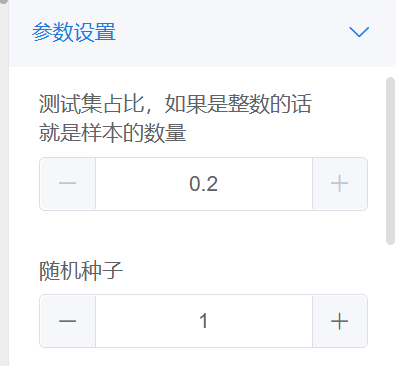 参数设置
测试集占比，如果是整数的话
就是样本的数量
0.2
随机种子
1